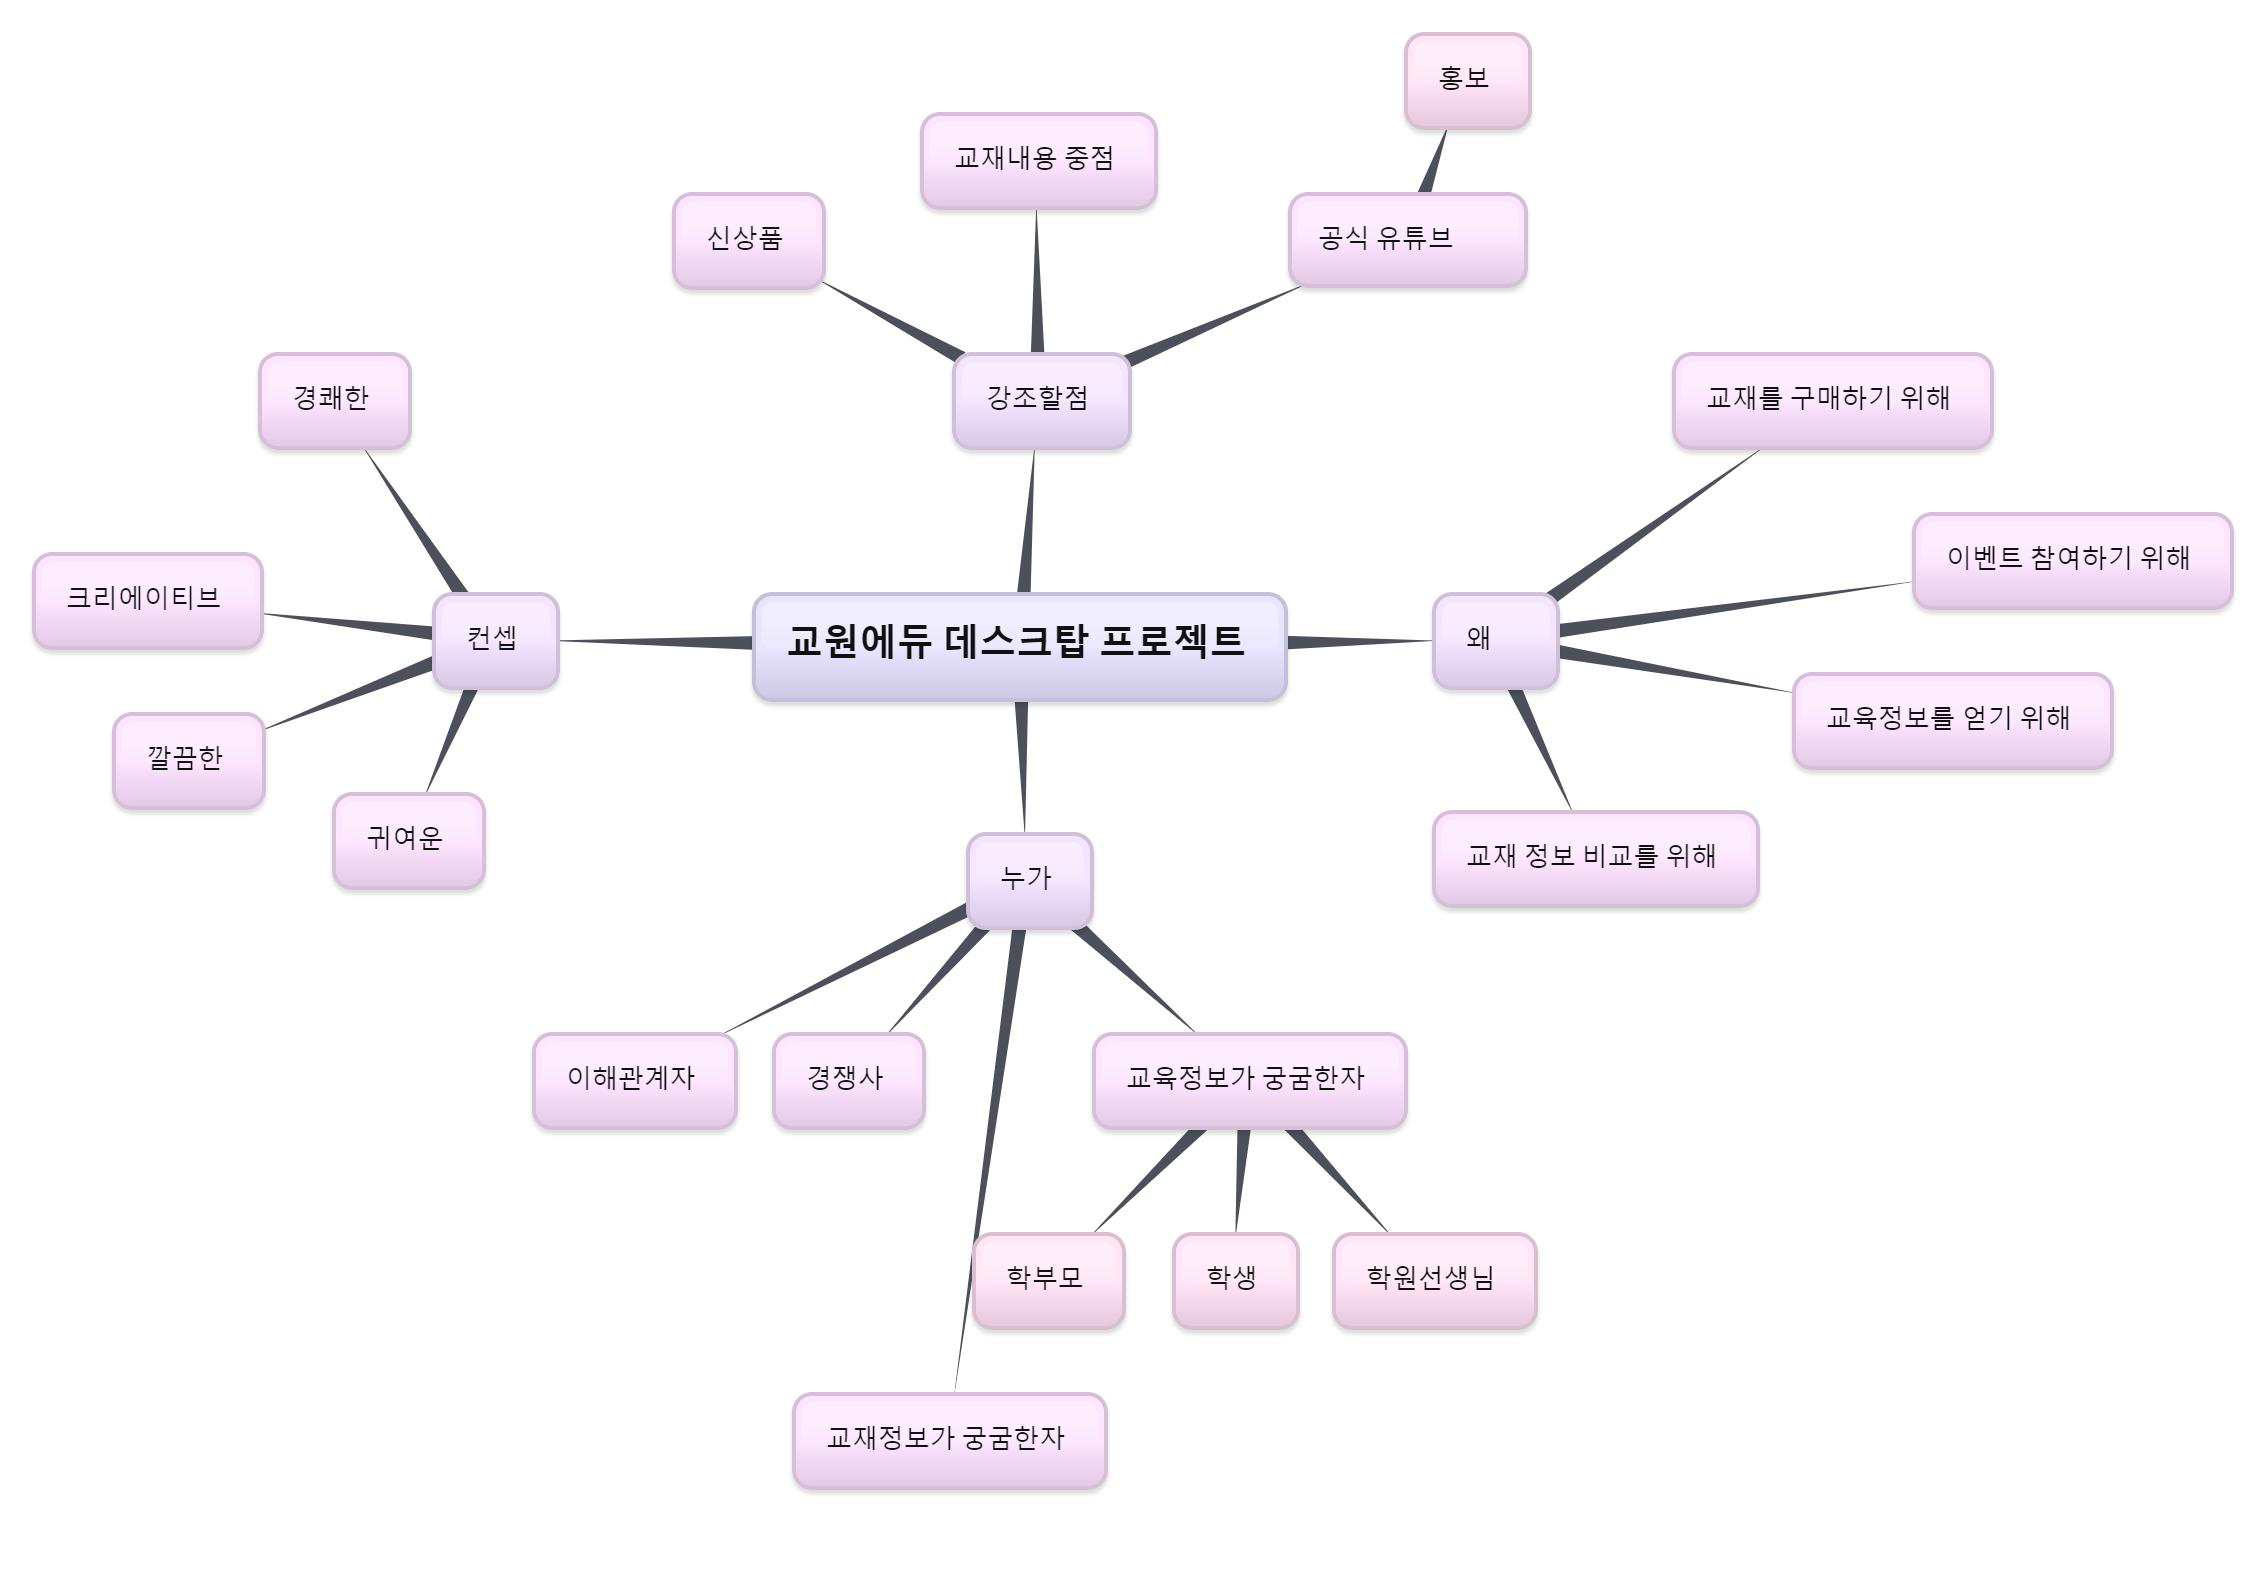 홍보
교재내용 중점
신상품
공식 유튜브
강조할점
경쾌한
교재를 구매하기 위해
이벤트 참여하기 위해
크리에이티브
컨셉
교원에듀 데스크탑 프로젝트
왜
깔끔한
교육정보를 얻기 위해
귀여운
교재 정보 비교를 위해
누가
이해관계자
경쟁사
교육정보가 궁굼한자
학부모
학생
학원선생님
교재정보가 궁굼한자